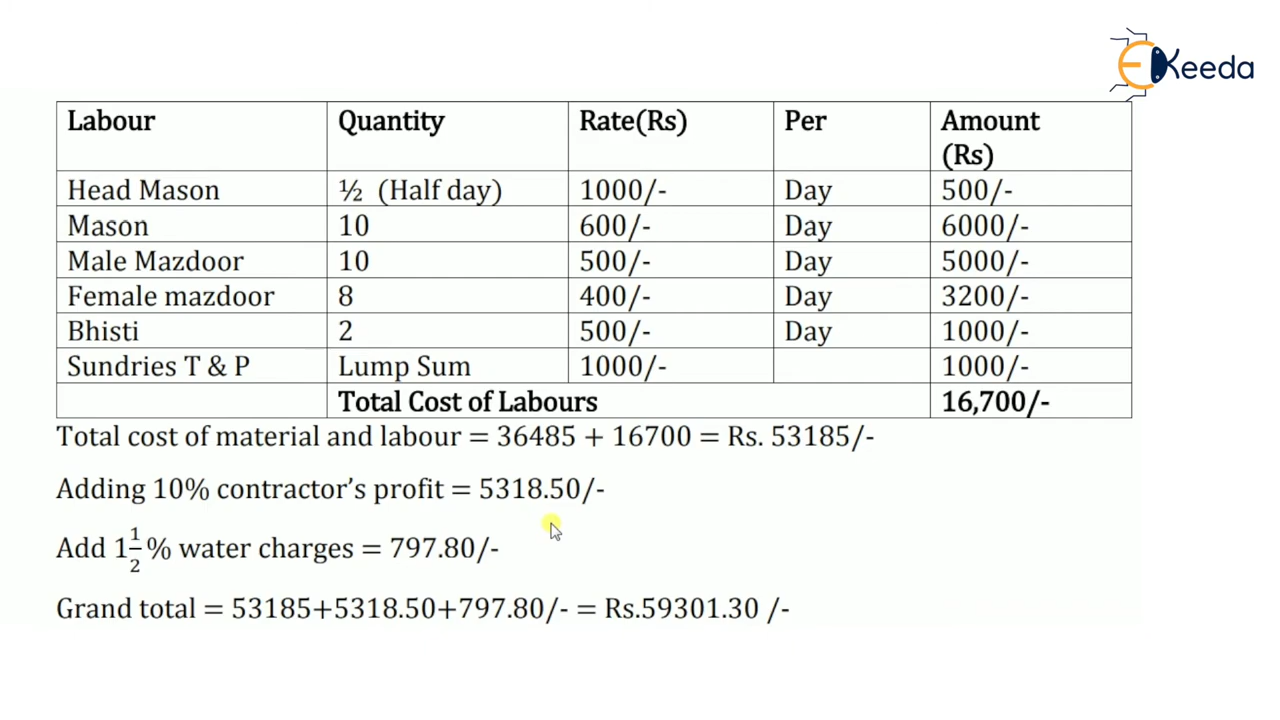 EKeeda
Labour Quantity Rate(Rs) Per Amount (Rs)
Head Mason ½ (Half day) 1000/- Day 500/-
Mason 10 600/- Day 6000/-
Male Mazdoor 10 500/- Day 5000/-
Female mazdoor 8 400/- Day 3200/-
Bhisti 2 500/- Day 1000/-
Sundries T & P Lump Sum 1000/- 1000/-
Total Cost of Labours 16,700/-
Total cost of material and labour = 36485 + 16700 = Rs. 53185/-
Adding 10% contractor’s profit = 5318.50/-
Add 1 1/2 % water charges = 797.80/-
Grand total = 53185+5318.50+797.80/- = Rs.59301.30 /-